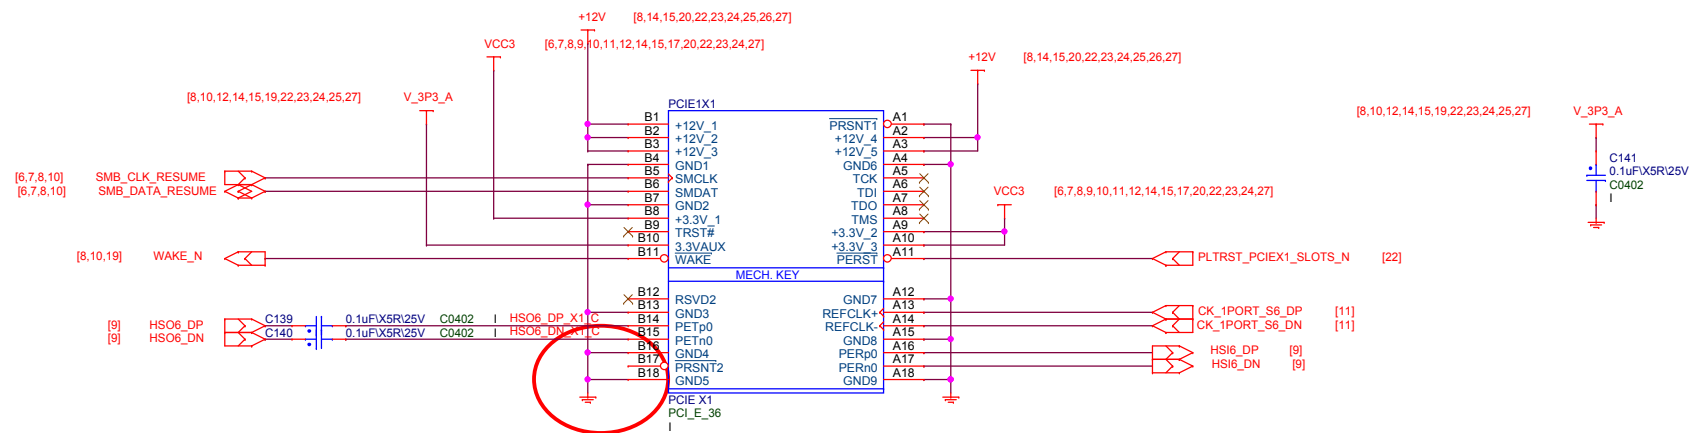 +12V [8,14,15,20,22,23,24,25,26,27]
VCC3 [6,7,8,9,10,11,12,14,15,17,20,22,23,24,27]
+12V [8,14,15,20,22,23,24,25,26,27]
[8,10,12,14,15,19,22,23,24,25,27] V_3P3_A
PCIE1X1
[8,10,12,14,15,19,22,23,24,25,27] V_3P3_A
B1 +12V_1 PRSNT1 A1
B2 +12V_2 +12V_4 A2
B3 +12V_3 +12V_5 A3
B4 GND1 GND6 A4
[6,7,8,10] SMB_CLK_RESUME B5 SMCLK TCK A5
[6,7,8,10] SMB_DATA_RESUME B6 SMDAT TDI A6
B7 GND2 TDO A7
B8 +3.3V_1 TMS A8
B9 TRST# +3.3V_2 A9
B10 3.3VAUX +3.3V_3 A10
[8,10,19] WAKE_N B11 WAKE PERST A11 PLTRST_PCIEX1_SLOTS_N [22]
VCC3 [6,7,8,9,10,11,12,14,15,17,20,22,23,24,27]
C141
0.1uF\X5R\25V
C0402
I
MECH. KEY
B12 RSVD2 GND7 A12
B13 GND3 REFCLK+ A13 CK_1PORT_S6_DP [11]
[9] HSO6_DP C139 0.1uF\X5R\25V C0402 I HSO6_DP_X1_C B14 PETp0 REFCLK- A14 CK_1PORT_S6_DN [11]
[9] HSO6_DN C140 0.1uF\X5R\25V C0402 I HSO6_DN_X1_C B15 PETn0 GND8 A15
B16 GND4 PERp0 A16 HSI6_DP [9]
B17 PRSNT2 PERn0 A17 HSI6_DN [9]
B18 GND5 GND9 A18
PCIE X1
PCI_E_36
I